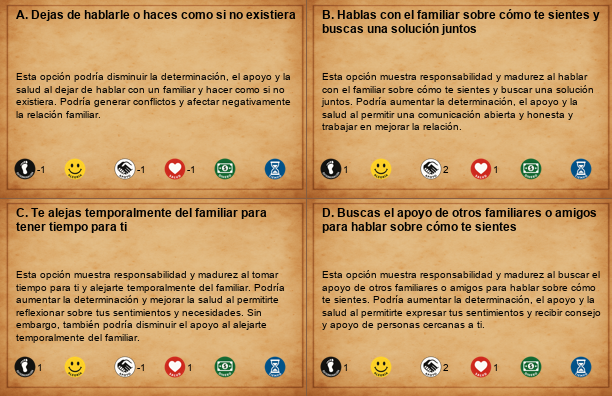 A. Dejas de hablarle o haces como si no existiera
Esta opción podría disminuir la determinación, el apoyo y la
salud al dejar de hablar con un familiar y hacer como si no
existiera. Podría generar conflictos y afectar negativamente
la relación familiar.
-1 -1 -1
B. Hablas con el familiar sobre cómo te sientes y
buscas una solución juntos
Esta opción muestra responsabilidad y madurez al hablar
con el familiar sobre cómo te sientes y buscar una solución
juntos. Podría aumentar la determinación, el apoyo y la
salud al permitir una comunicación abierta y honesta y
trabajar en mejorar la relación.
1 2 1
C. Te alejas temporalmente del familiar para
tener tiempo para ti
Esta opción muestra responsabilidad y madurez al tomar
tiempo para ti y alejarte temporalmente del familiar. Podría
aumentar la determinación y mejorar la salud al permitirte
reflexionar sobre tus sentimientos y necesidades. Sin
embargo, también podría disminuir el apoyo al alejarte
temporalmente del familiar.
1 -1 1
D. Buscas el apoyo de otros familiares o amigos
para hablar sobre cómo te sientes
Esta opción muestra responsabilidad y madurez al buscar el
apoyo de otros familiares o amigos para hablar sobre cómo
te sientes. Podría aumentar la determinación, el apoyo y la
salud al permitirte expresar tus sentimientos y recibir consejo
y apoyo de personas cercanas a ti.
1 2 1